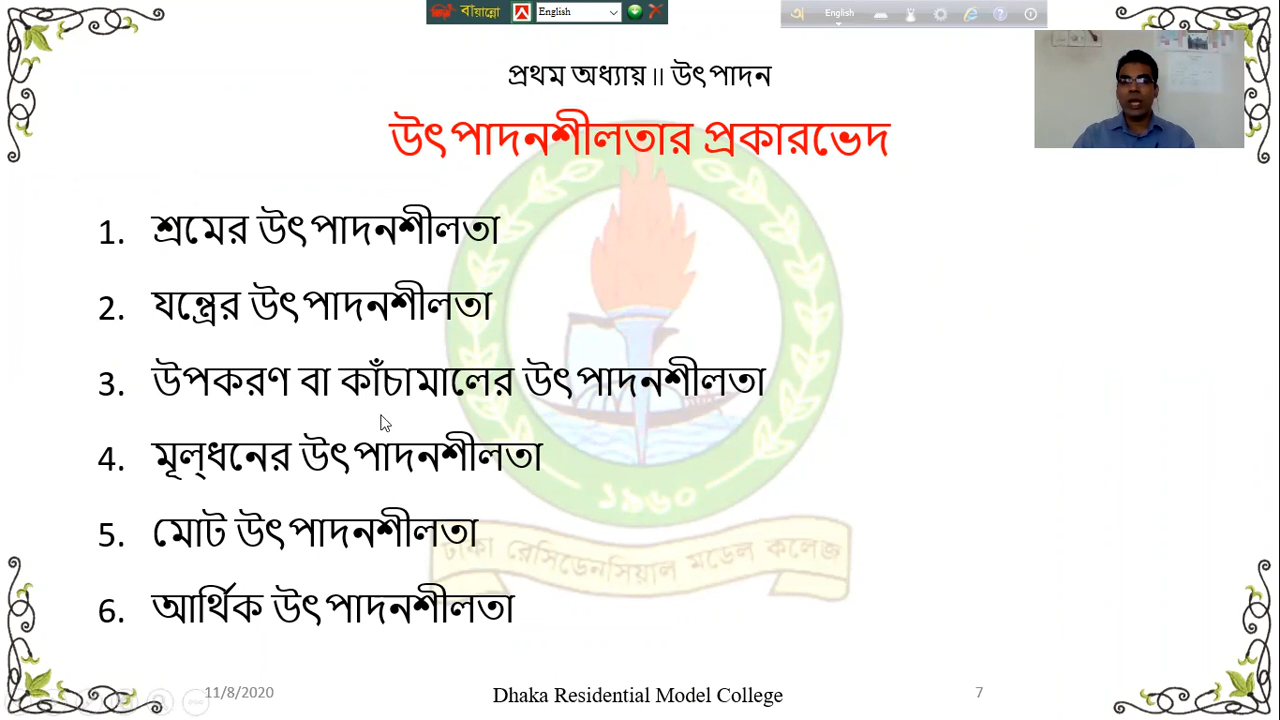 বায়ান্নো English
English
প্রথম অধ্যায়।। উৎপাদন
উৎপাদনশীলতার প্রকারভেদ
1. শ্রমের উৎপাদনশীলতা
2. যন্ত্রের উৎপাদনশীলতা
3. উপকরণ বা কাঁচামালের উৎপাদনশীলতা
4. মূল্ধনের উৎপাদনশীলতা
5. মোট উৎপাদনশীলতা
6. আর্থিক উৎপাদনশীলতা
১৯৬০
ঢাকা রেসিডেনসিয়াল মডেল কলেজ
11/8/2020
Dhaka Residential Model College
7